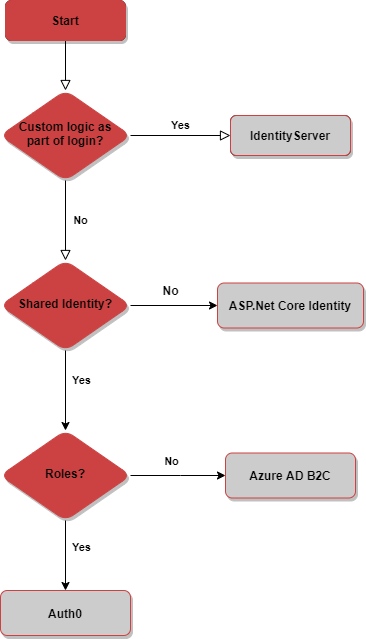 Start
Custom logic as
part of login?
Yes
IdentityServer
No
Shared Identity?
No
ASP.Net Core Identity
Yes
Roles?
No
Azure AD B2C
Yes
Auth0